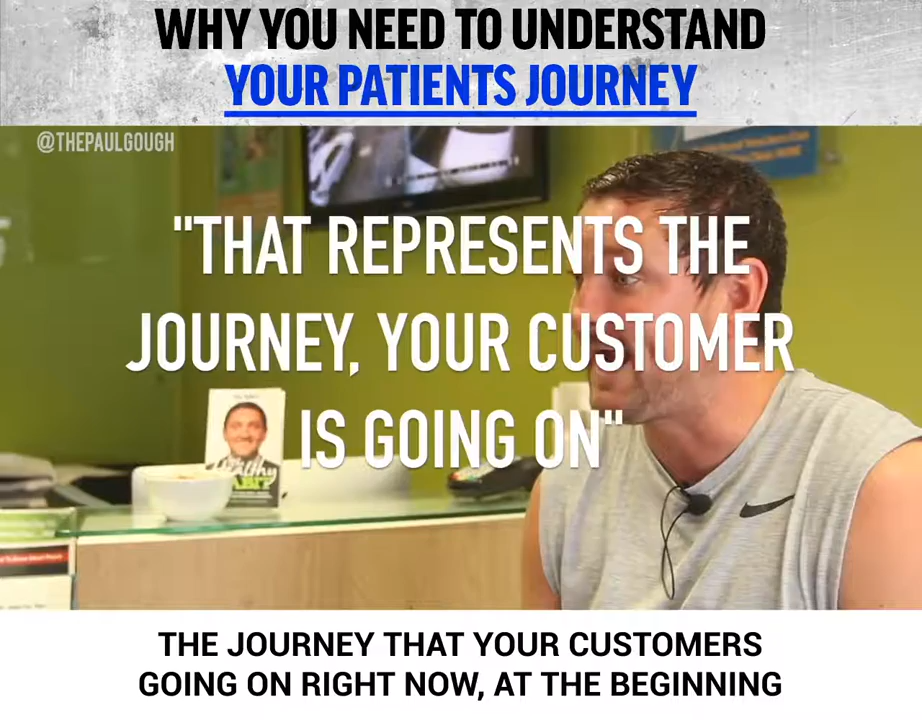 WHY YOU NEED TO UNDERSTAND
YOUR PATIENTS JOURNEY
@THEPAULGOUGH
"THAT REPRESENTS THE
JOURNEY, YOUR CUSTOMER
IS GOING ON"
Healthy
THE JOURNEY THAT YOUR CUSTOMERS
GOING ON RIGHT NOW, AT THE BEGINNING